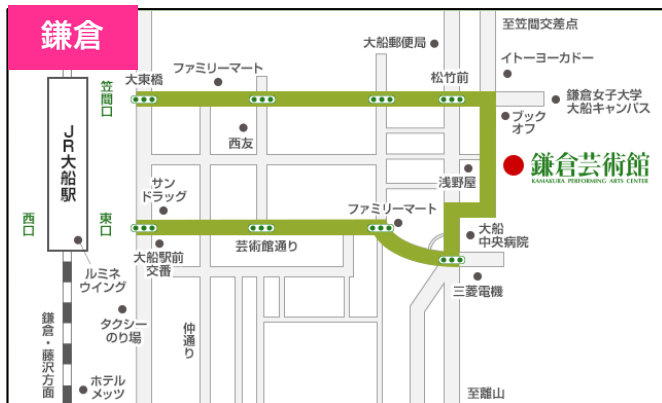 鎌倉
至笠間交差点
大船郵便局
イトーヨーカドー
ファミリーマート
大東橋
松竹前
笠間口
鎌倉女子大学
大船キャンパス
ブック
オフ
西友
JR大船駅
鎌倉芸術館
KAMAKURA PERFORMING ARTS CENTER
浅野屋
サン
ドラッグ
ファミリーマート
西口
東口
大船
中央病院
芸術館通り
大船駅前
交番
ルミネ
ウイング
三菱電機
タクシー
のり場
仲通り
鎌倉・藤沢方面
ホテル
メッツ
至離山